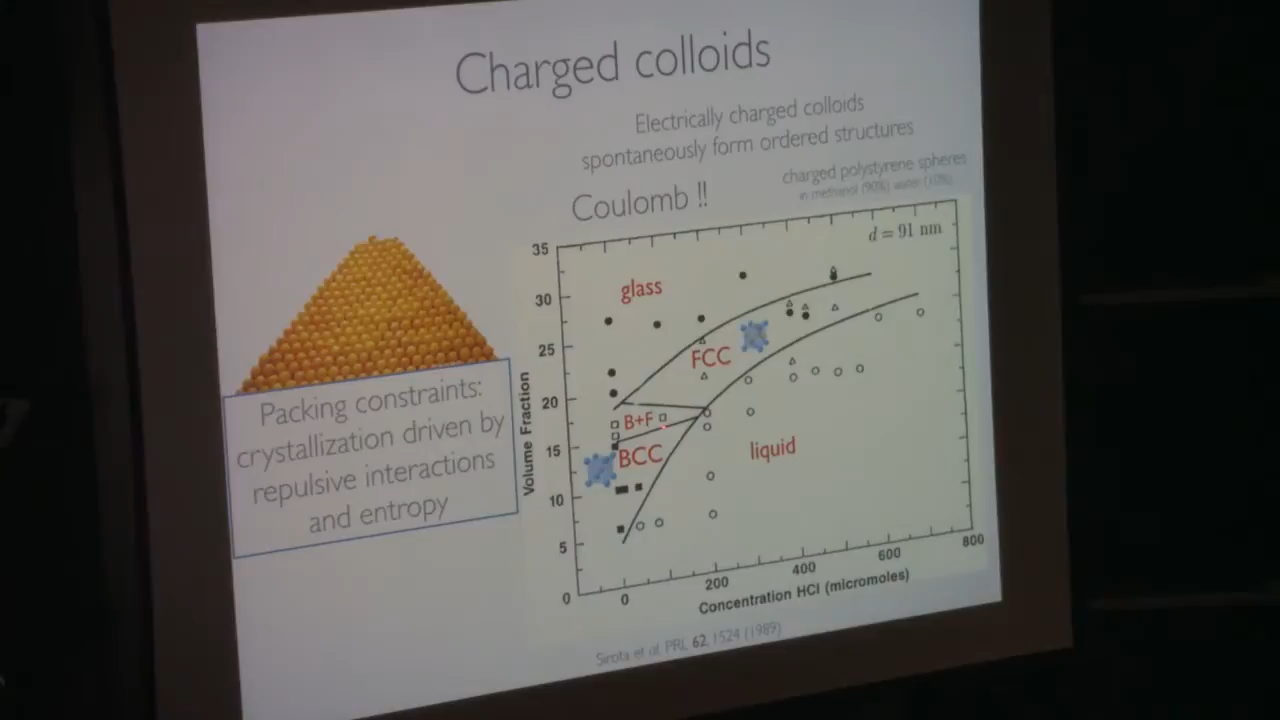 Charged colloids
Electrically charged colloids
spontaneously form ordered structures
charged polystyrene spheres
in methanol (90%) water (10%)
Coulomb !!
d = 91 nm
35
30
25
20
15
10
5
0
Volume Fraction
glass
FCC
B+F
BCC
liquid
0
200
400
600
800
Concentration HCl (micromoles)
Packing constraints:
crystallization driven by
repulsive interactions
and entropy
Sirota et al. PRL 62, 1524 (1989)